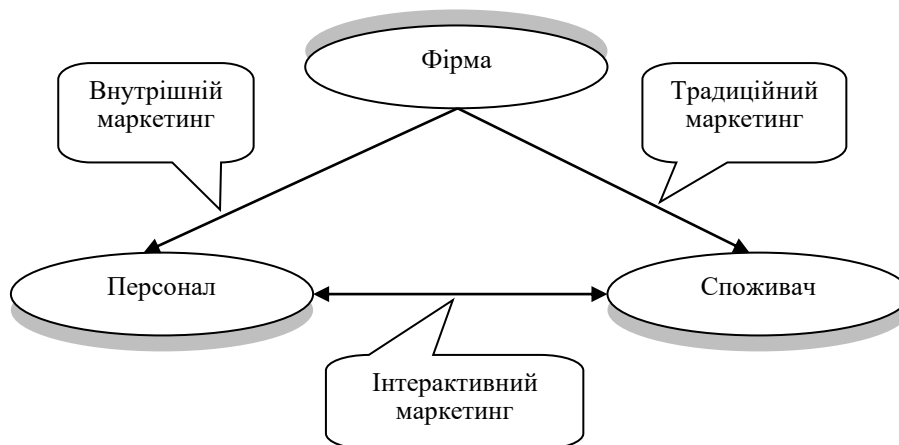 Фірма
Внутрішній
маркетинг
Традиційний
маркетинг
Персонал
Споживач
Інтерактивний
маркетинг